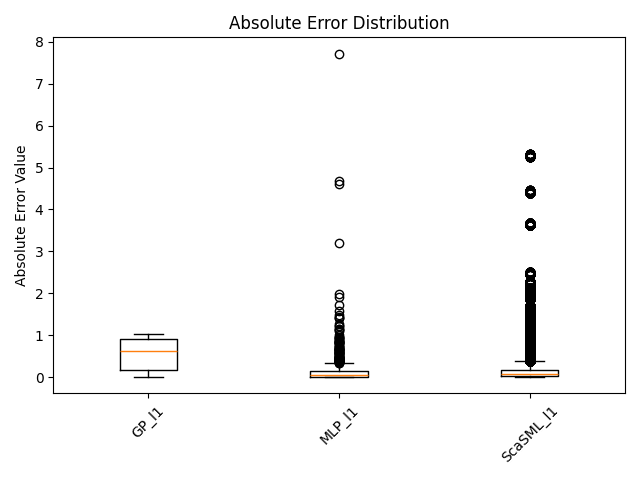 Absolute Error Distribution
Absolute Error Value
8
7
6
5
4
3
2
1
0
GP_l1
MLP_l1
ScaSML_l1